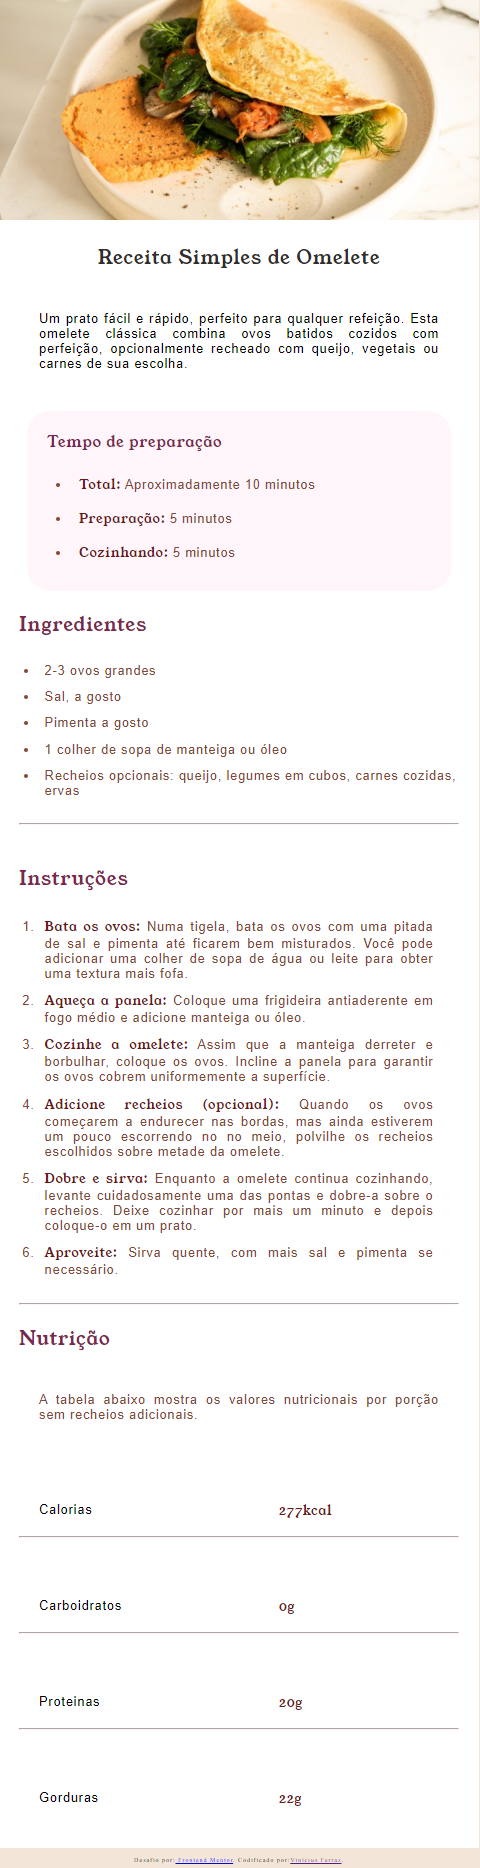 Receita Simples de Omelete
Um prato fácil e rápido, perfeito para qualquer refeição. Esta
omelete clássica combina ovos batidos cozidos com
perfeição, opcionalmente recheado com queijo, vegetais ou
carnes de sua escolha.
Tempo de preparação
• Total: Aproximadamente 10 minutos
• Preparação: 5 minutos
• Cozinhando: 5 minutos
Ingredientes
• 2-3 ovos grandes
• Sal, a gosto
• Pimenta a gosto
• 1 colher de sopa de manteiga ou óleo
• Recheios opcionais: queijo, legumes em cubos, carnes cozidas,
ervas
Instruções
1. Bata os ovos: Numa tigela, bata os ovos com uma pitada
de sal e pimenta até ficarem bem misturados. Você pode
adicionar uma colher de sopa de água ou leite para obter
uma textura mais fofa.
2. Aqueça a panela: Coloque uma frigideira antiaderente em
fogo médio e adicione manteiga ou óleo.
3. Cozinhe a omelete: Assim que a manteiga derreter e
borbulhar, coloque os ovos. Incline a panela para garantir
os ovos cobrem uniformemente a superfície.
4. Adicione recheios (opcional): Quando os ovos
começarem a endurecer nas bordas, mas ainda estiverem
um pouco escorrendo no no meio, polvilhe os recheios
escolhidos sobre metade da omelete.
5. Dobre e sirva: Enquanto a omelete continua cozinhando,
levante cuidadosamente uma das pontas e dobre-a sobre o
recheios. Deixe cozinhar por mais um minuto e depois
coloque-o em um prato.
6. Aproveite: Sirva quente, com mais sal e pimenta se
necessário.
Nutrição
A tabela abaixo mostra os valores nutricionais por porção
sem recheios adicionais.
Calorias 277kcal
Carboidratos 0g
Proteinas 20g
Gorduras 22g
Desafio por: Frontend Mentor. Codificado por:Vinicius Ferraz.